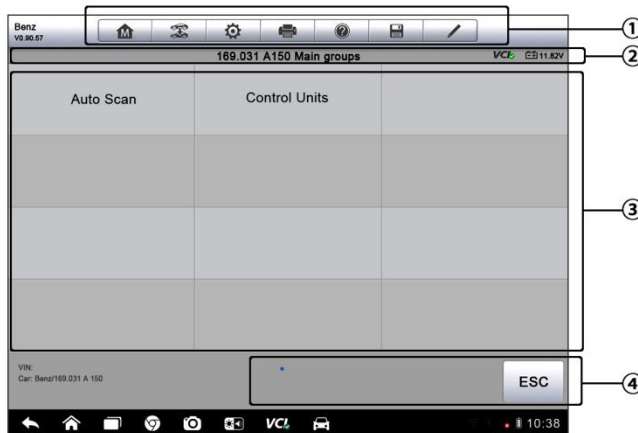 Benz
V0.90.57
①
169.031 A150 Main groups
VCI
11.82V
②
Auto Scan
Control Units
③
VIN:
Car: Benz/169.031 A 150
ESC
④
VCI
10:38